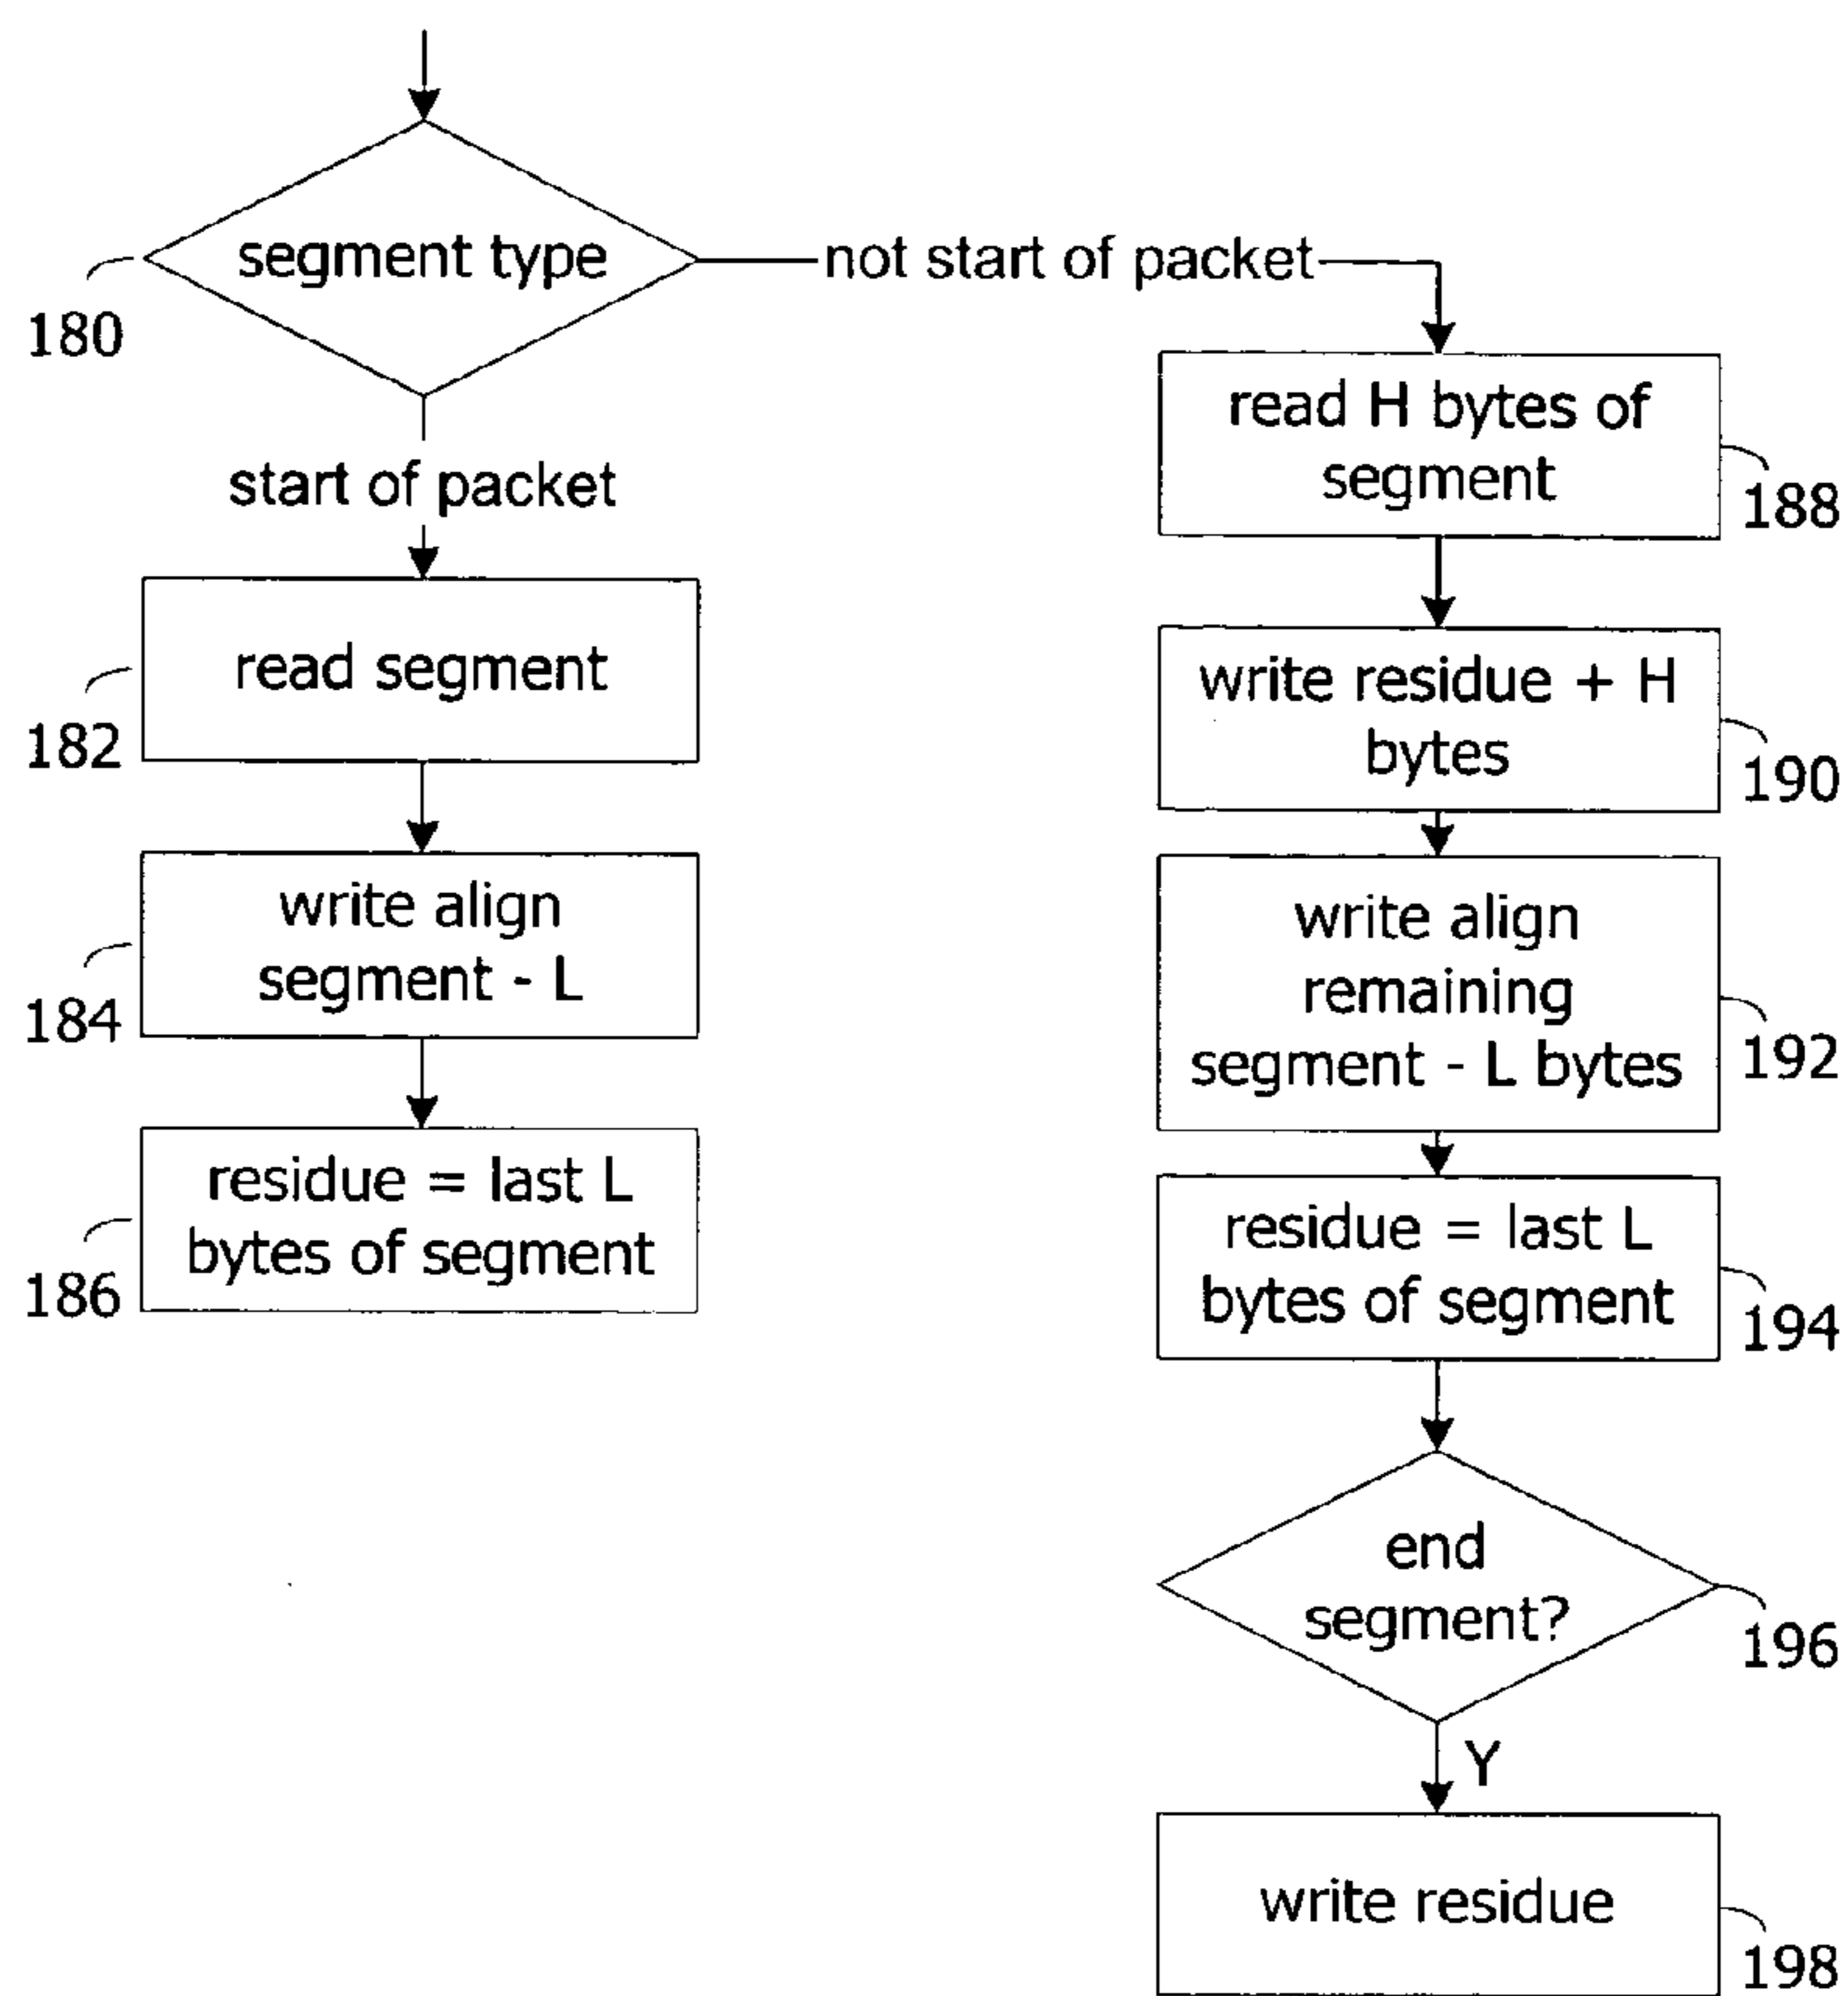 segment type
180
not start of packet
start of packet
read segment
182
write align
segment - L
184
residue = last L
bytes of segment
186
read H bytes of
segment
188
write residue + H
bytes
190
write align
remaining
segment - L bytes
192
residue = last L
bytes of segment
194
end
segment?
196
Y
write residue
198